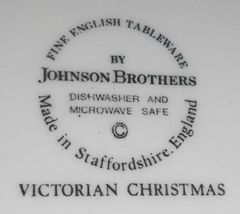 FINE ENGLISH TABLEWARE
BY
JOHNSON BROTHERS
DISHWASHER AND
MICROWAVE SAFE
©
Made in Staffordshire, England
VICTORIAN CHRISTMAS